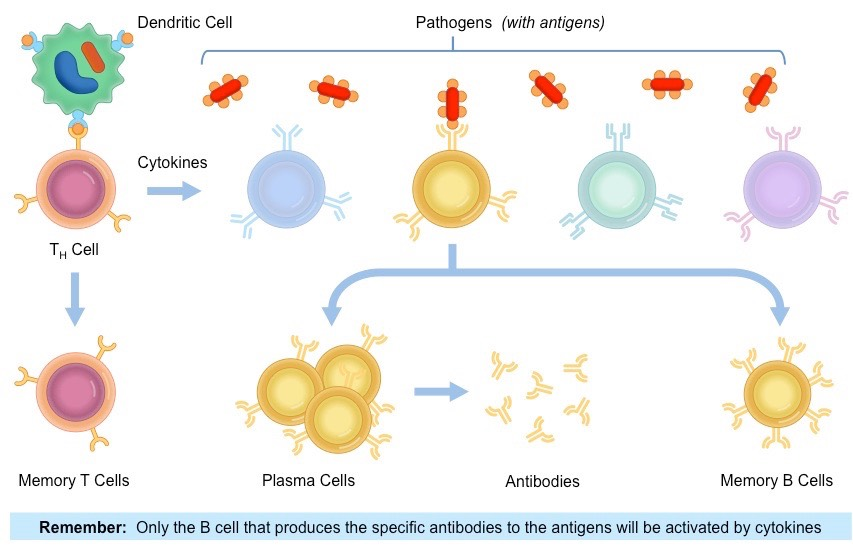 Dendritic Cell
Pathogens (with antigens)
Cytokines
TH Cell
Memory T Cells
Plasma Cells
Antibodies
Memory B Cells
Remember: Only the B cell that produces the specific antibodies to the antigens will be activated by cytokines